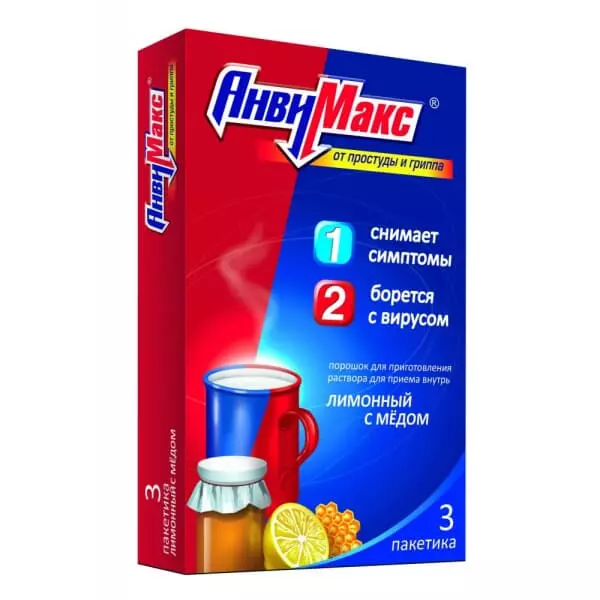 АнвиМакс®
от простуды и гриппа
1 снимает
симптомы
2 борется
с вирусом
порошок для приготовления
раствора для приема внутрь
ЛИМОННЫЙ
С МЁДОМ
3
пакетика
АнвиМакс®
от простуды и гриппа
3
пакетика
ЛИМОННЫЙ С МЁДОМ